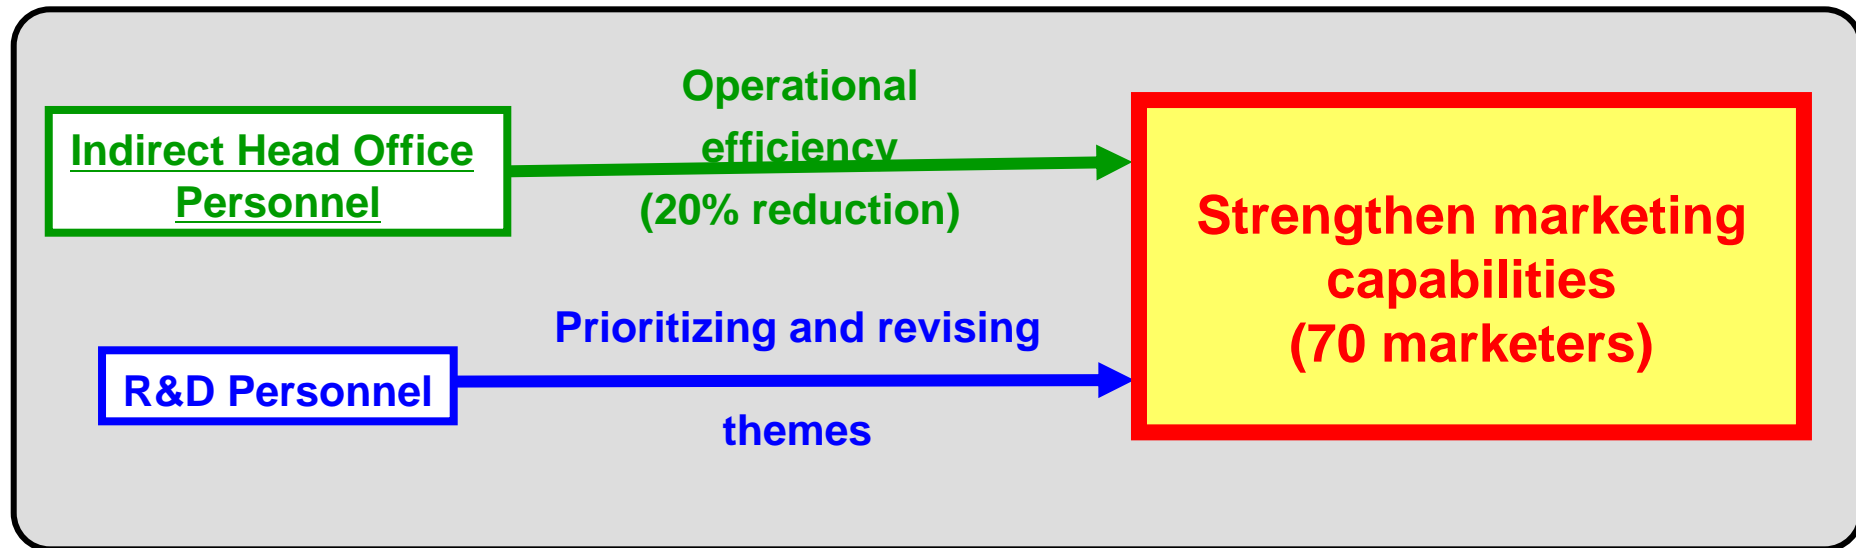 Indirect Head Office
Personnel
Operational
efficiency
(20% reduction)
R&D Personnel
Prioritizing and revising
themes
Strengthen marketing
capabilities
(70 marketers)